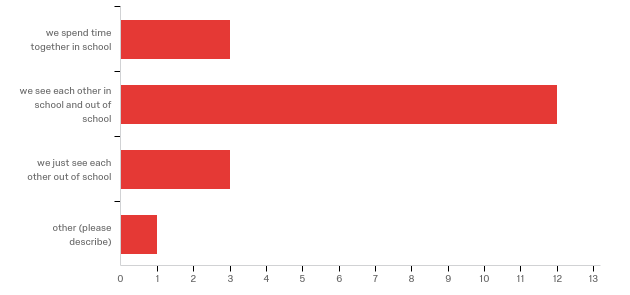 we spend time
together in school
we see each other in
school and out of
school
we just see each
other out of school
other (please
describe)
0 1 2 3 4 5 6 7 8 9 10 11 12 13